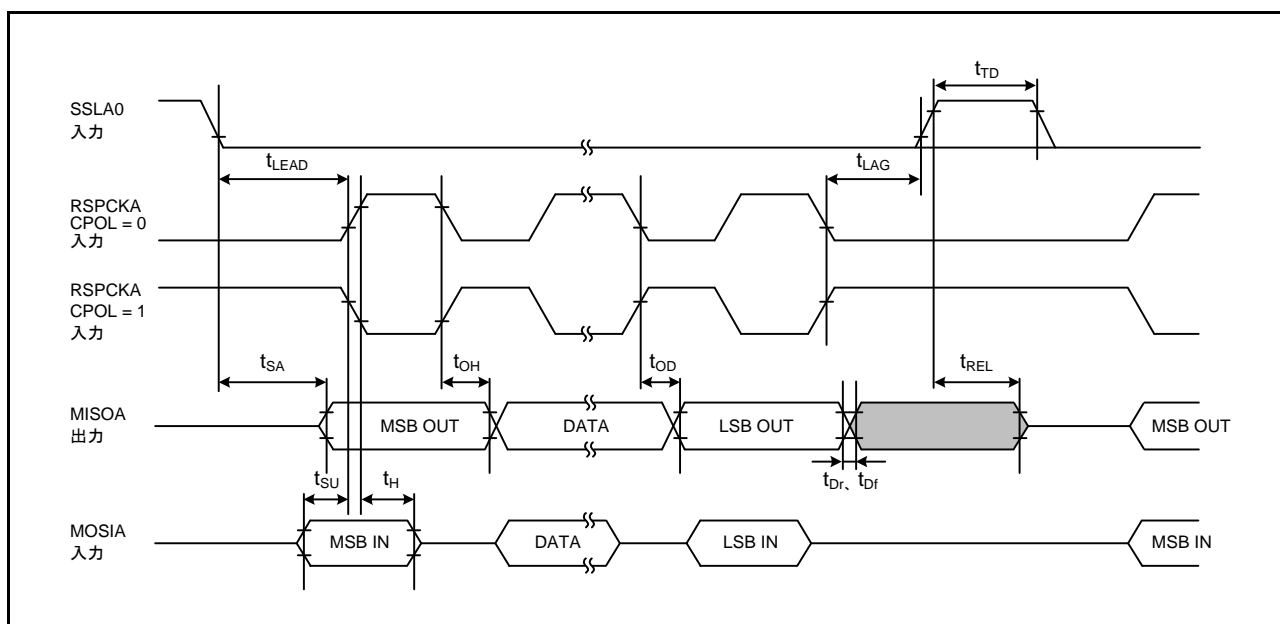 SSLA0
入力
tTD
tLEAD
tLAG
RSPCKA
CPOL = 0
入力
RSPCKA
CPOL = 1
入力
tSA
tOH
tOD
tREL
MISOA
出力
MSB OUT
DATA
LSB OUT
MSB OUT
tSU
tH
tDr、tDf
MOSIA
入力
MSB IN
DATA
LSB IN
MSB IN